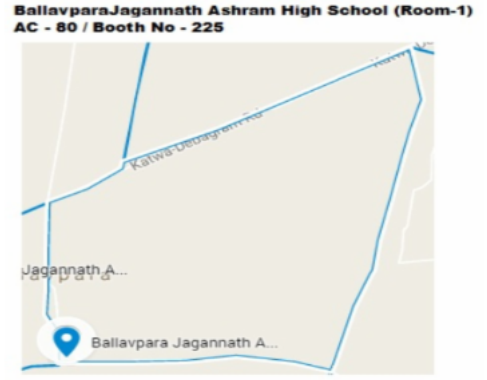 BallavparaJagannath Ashram High School (Room-1)
AC - 80 / Booth No - 225
Katwa-Debagram Rd
Jagannath A...
Ballavpara Jagannath A...